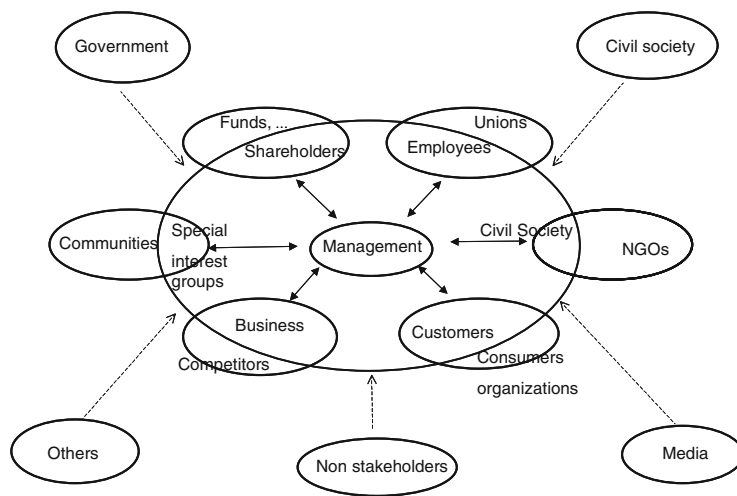 Government
Civil society
Funds, ...
Shareholders
Unions
Employees
Communities
Special
interest
groups
Management
Civil Society
NGOs
Business
Competitors
Customers
Consumers
organizations
Others
Non stakeholders
Media